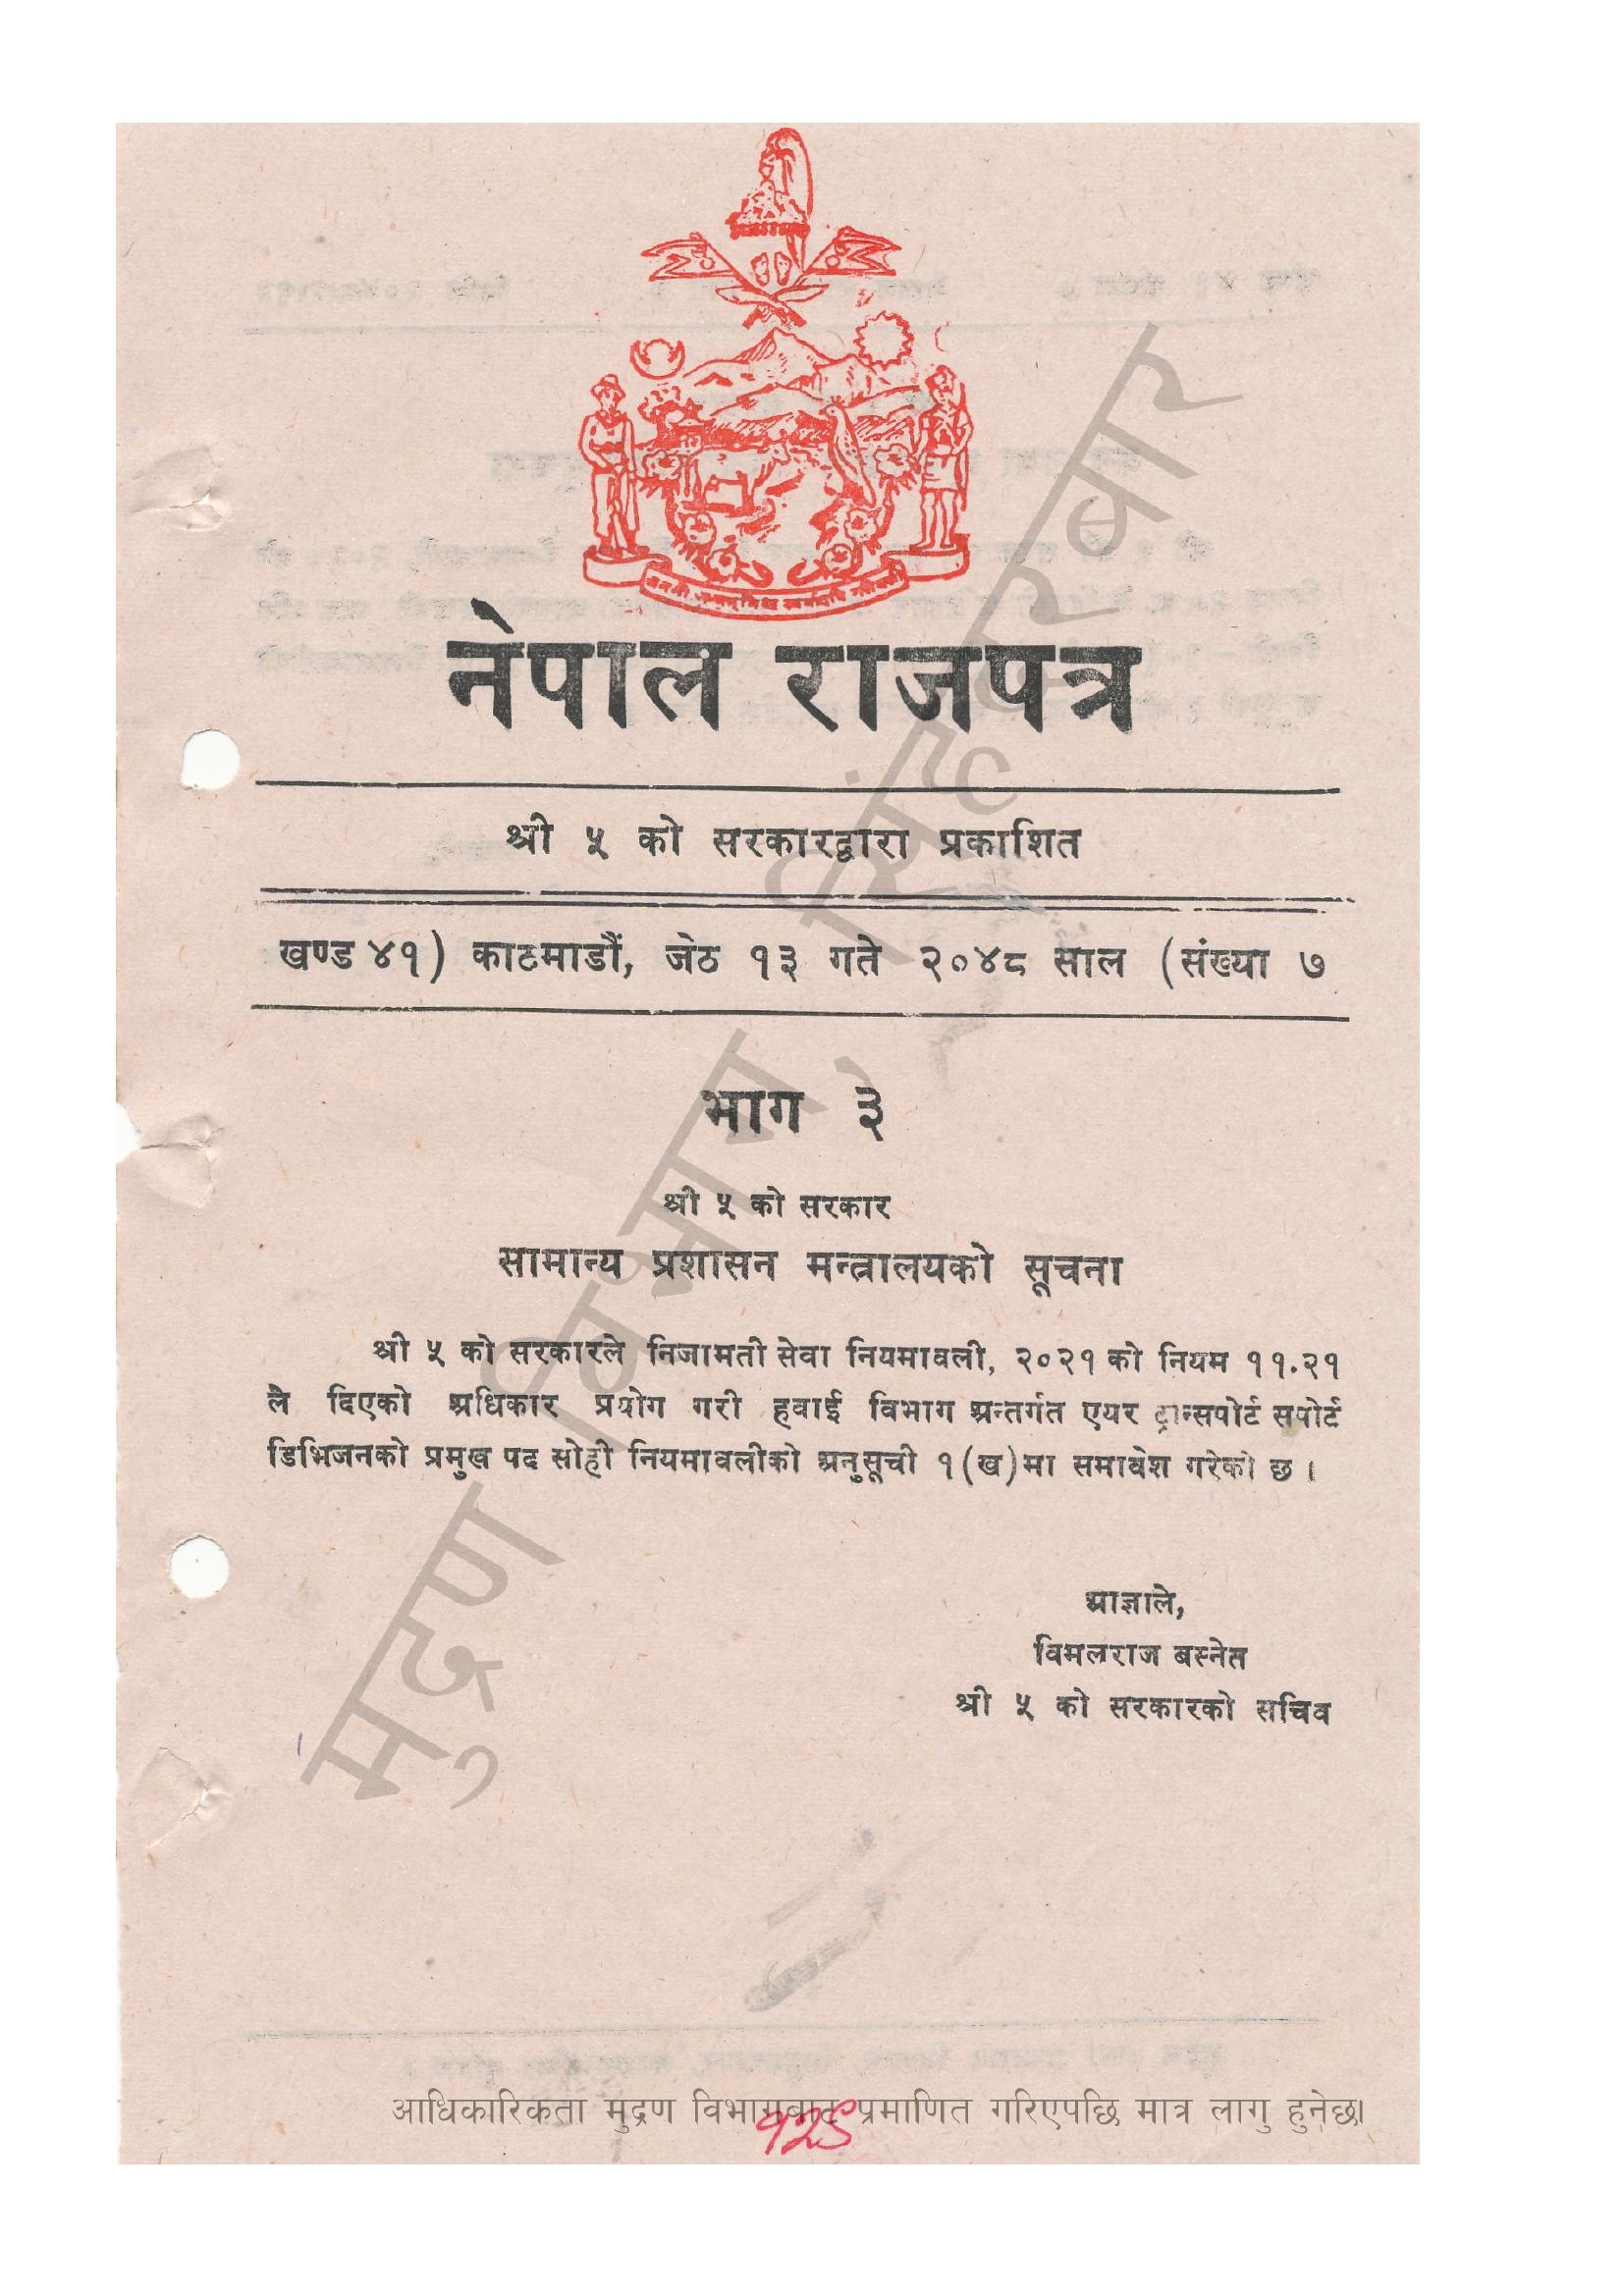 नेपाल राजपत्र
श्री ५ को सरकारद्वारा प्रकाशित
खण्ड ४१) काठमाडौं, जेठ १३ गते २०४८ साल (संख्या ७
भाग ३
श्री ५ को सरकार
सामान्य प्रशासन मन्त्रालयको सूचना
श्री ५ को सरकारले निजामती सेवा नियमावली, २०२१ को नियम ११.२१
ले दिएको अधिकार प्रयोग गरी हवाई विभाग अन्तर्गत एयर ट्रान्सपोर्ट सपोर्ट
डिभिजनको प्रमुख पद सोही नियमावलीको अनुसूची १(ख)मा समावेश गरेको छ ।
आज्ञाले,
विमलराज बस्नेत
श्री ५ को सरकारको सचिव
मुद्रण विभाग, सिंहदरबार
आधिकारिकता मुद्रण विभागबाट प्रमाणित गरिएपछि मात्र लागु हुनेछ।